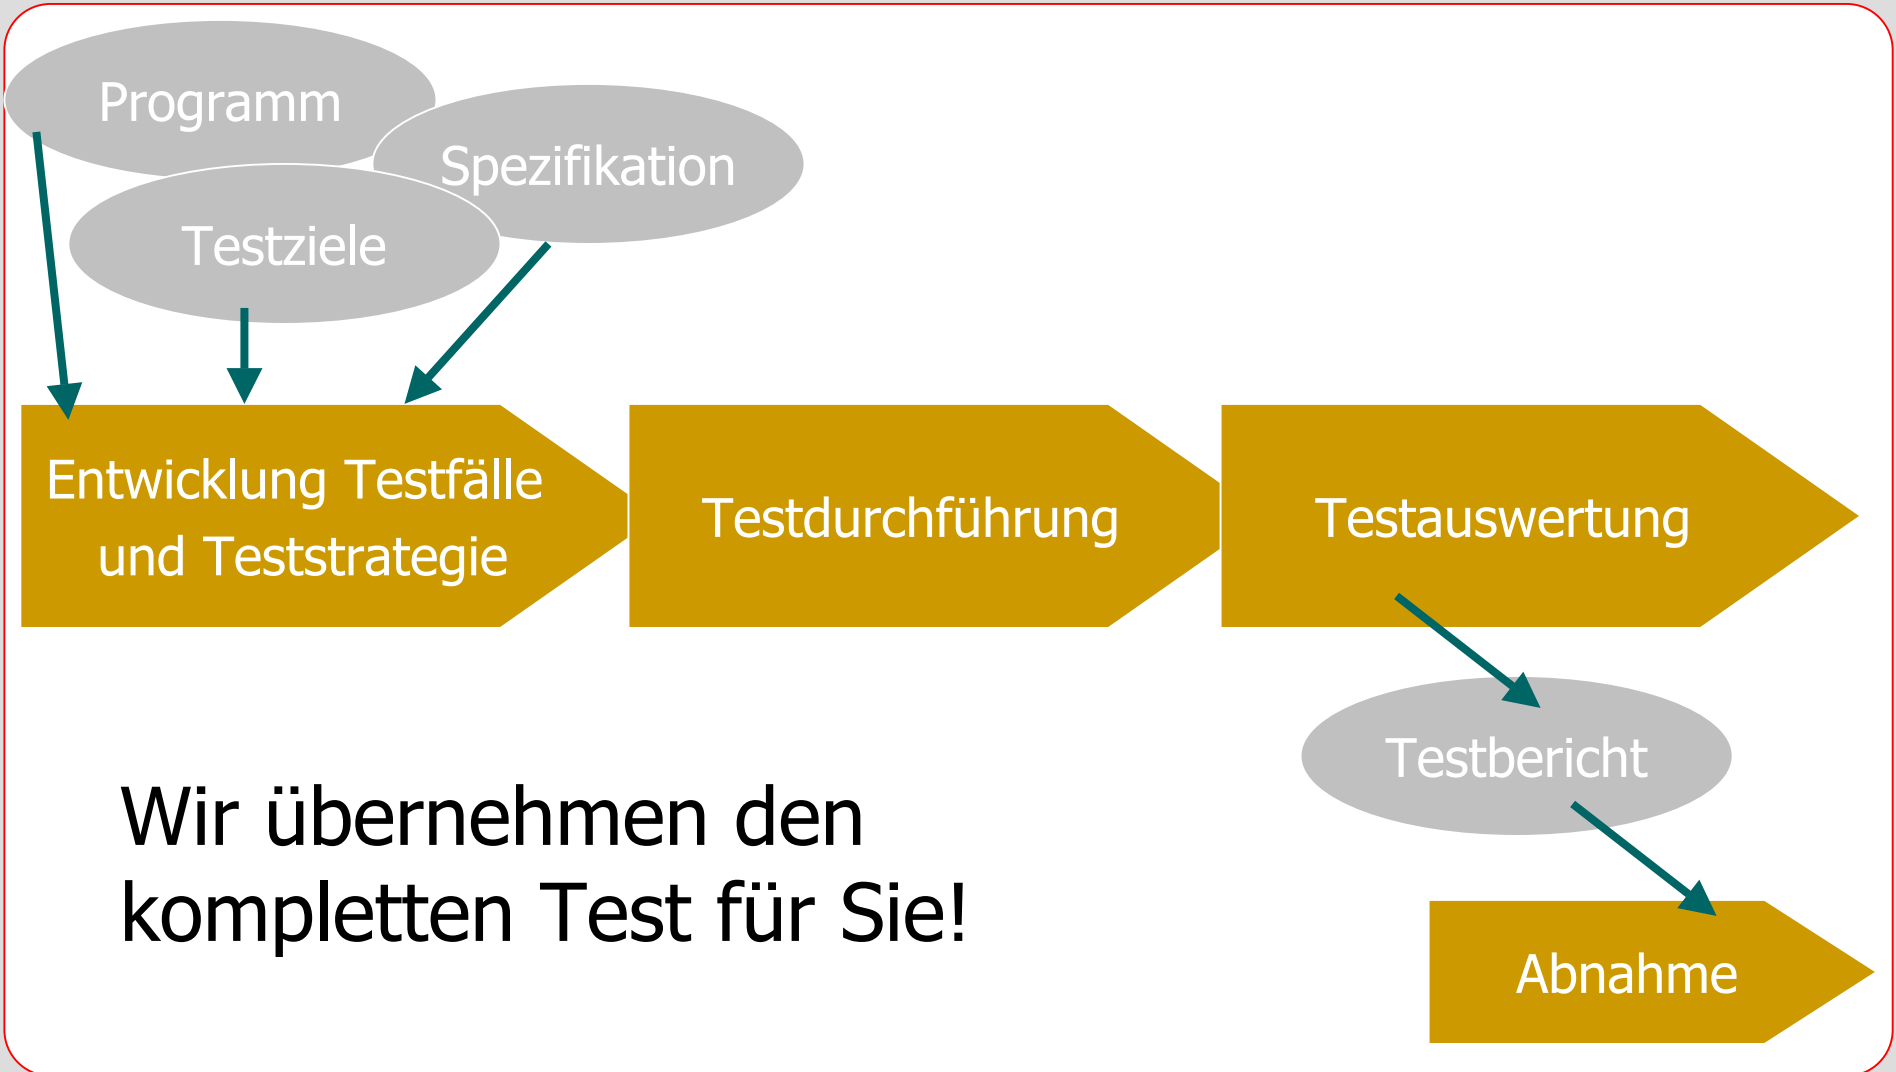 Programm
Spezifikation
Testziele
Entwicklung Testfälle
und Teststrategie
Testdurchführung
Testauswertung
Testbericht
Wir übernehmen den
kompletten Test für Sie!
Abnahme